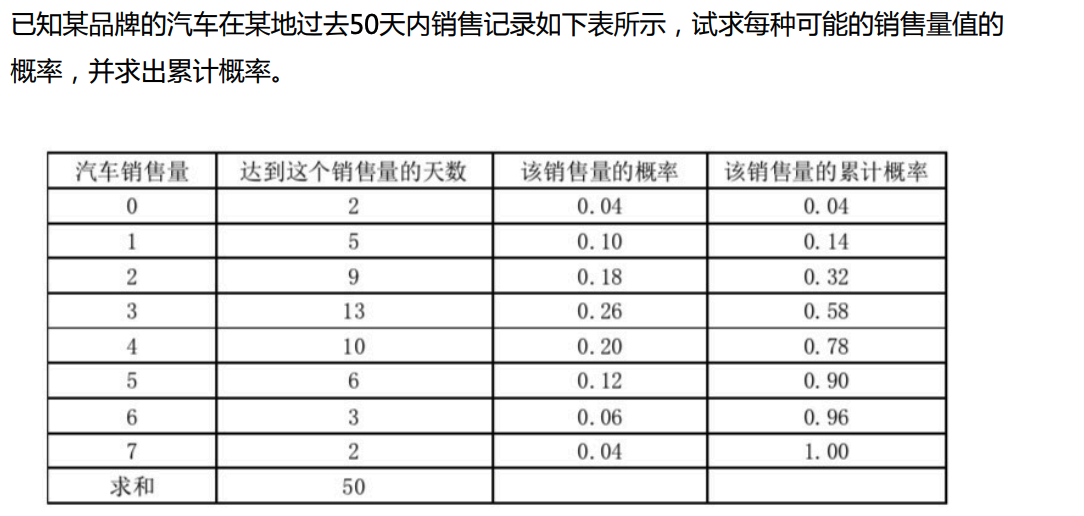 已知某品牌的汽车在某地过去50天内销售记录如下表所示，试求每种可能的销售量值的
概率，并求出累计概率。
汽车销售量 达到这个销售量的天数 该销售量的概率 该销售量的累计概率
0 2 0.04 0.04
1 5 0.10 0.14
2 9 0.18 0.32
3 13 0.26 0.58
4 10 0.20 0.78
5 6 0.12 0.90
6 3 0.06 0.96
7 2 0.04 1.00
求和 50